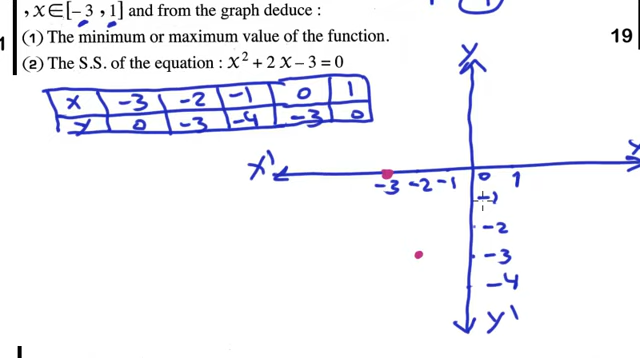 , x ∈ [-3 , 1] and from the graph deduce :
(1) The minimum or maximum value of the function.
19
(2) The S.S. of the equation : x² + 2 x - 3 = 0
x -3 -2 -1 0 1
y 0 -3 -4 -3 0
y
x' x
-3 -2 -1 0 1
-1
-2
-3
-4
y'